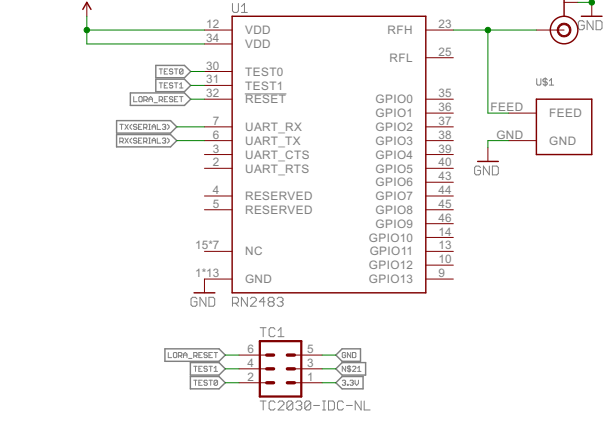 U1
GND
12 VDD RFH 23
34 VDD
RFL 25
TEST0 30 TEST0
TEST1 31 TEST1
LORA_RESET 32 RESET
GPIO0 35
GPIO1 36
TX(SERIAL3) 7 UART_RX GPIO2 37
RX(SERIAL3) 6 UART_TX GPIO3 38
3 UART_CTS GPIO4 39
2 UART_RTS GPIO5 40
GPIO6 43
4 RESERVED GPIO7 44
5 RESERVED GPIO8 45
GPIO9 46
GPIO10 14
15*7 NC GPIO11 13
GPIO12 10
1*13 GND GPIO13 9
GND RN2483
U$1
FEED FEED
GND GND
GND
TC1
LORA_RESET 6 5 GND
TEST1 4 3 N$21
TEST0 2 1 3.3V
TC2030-IDC-NL